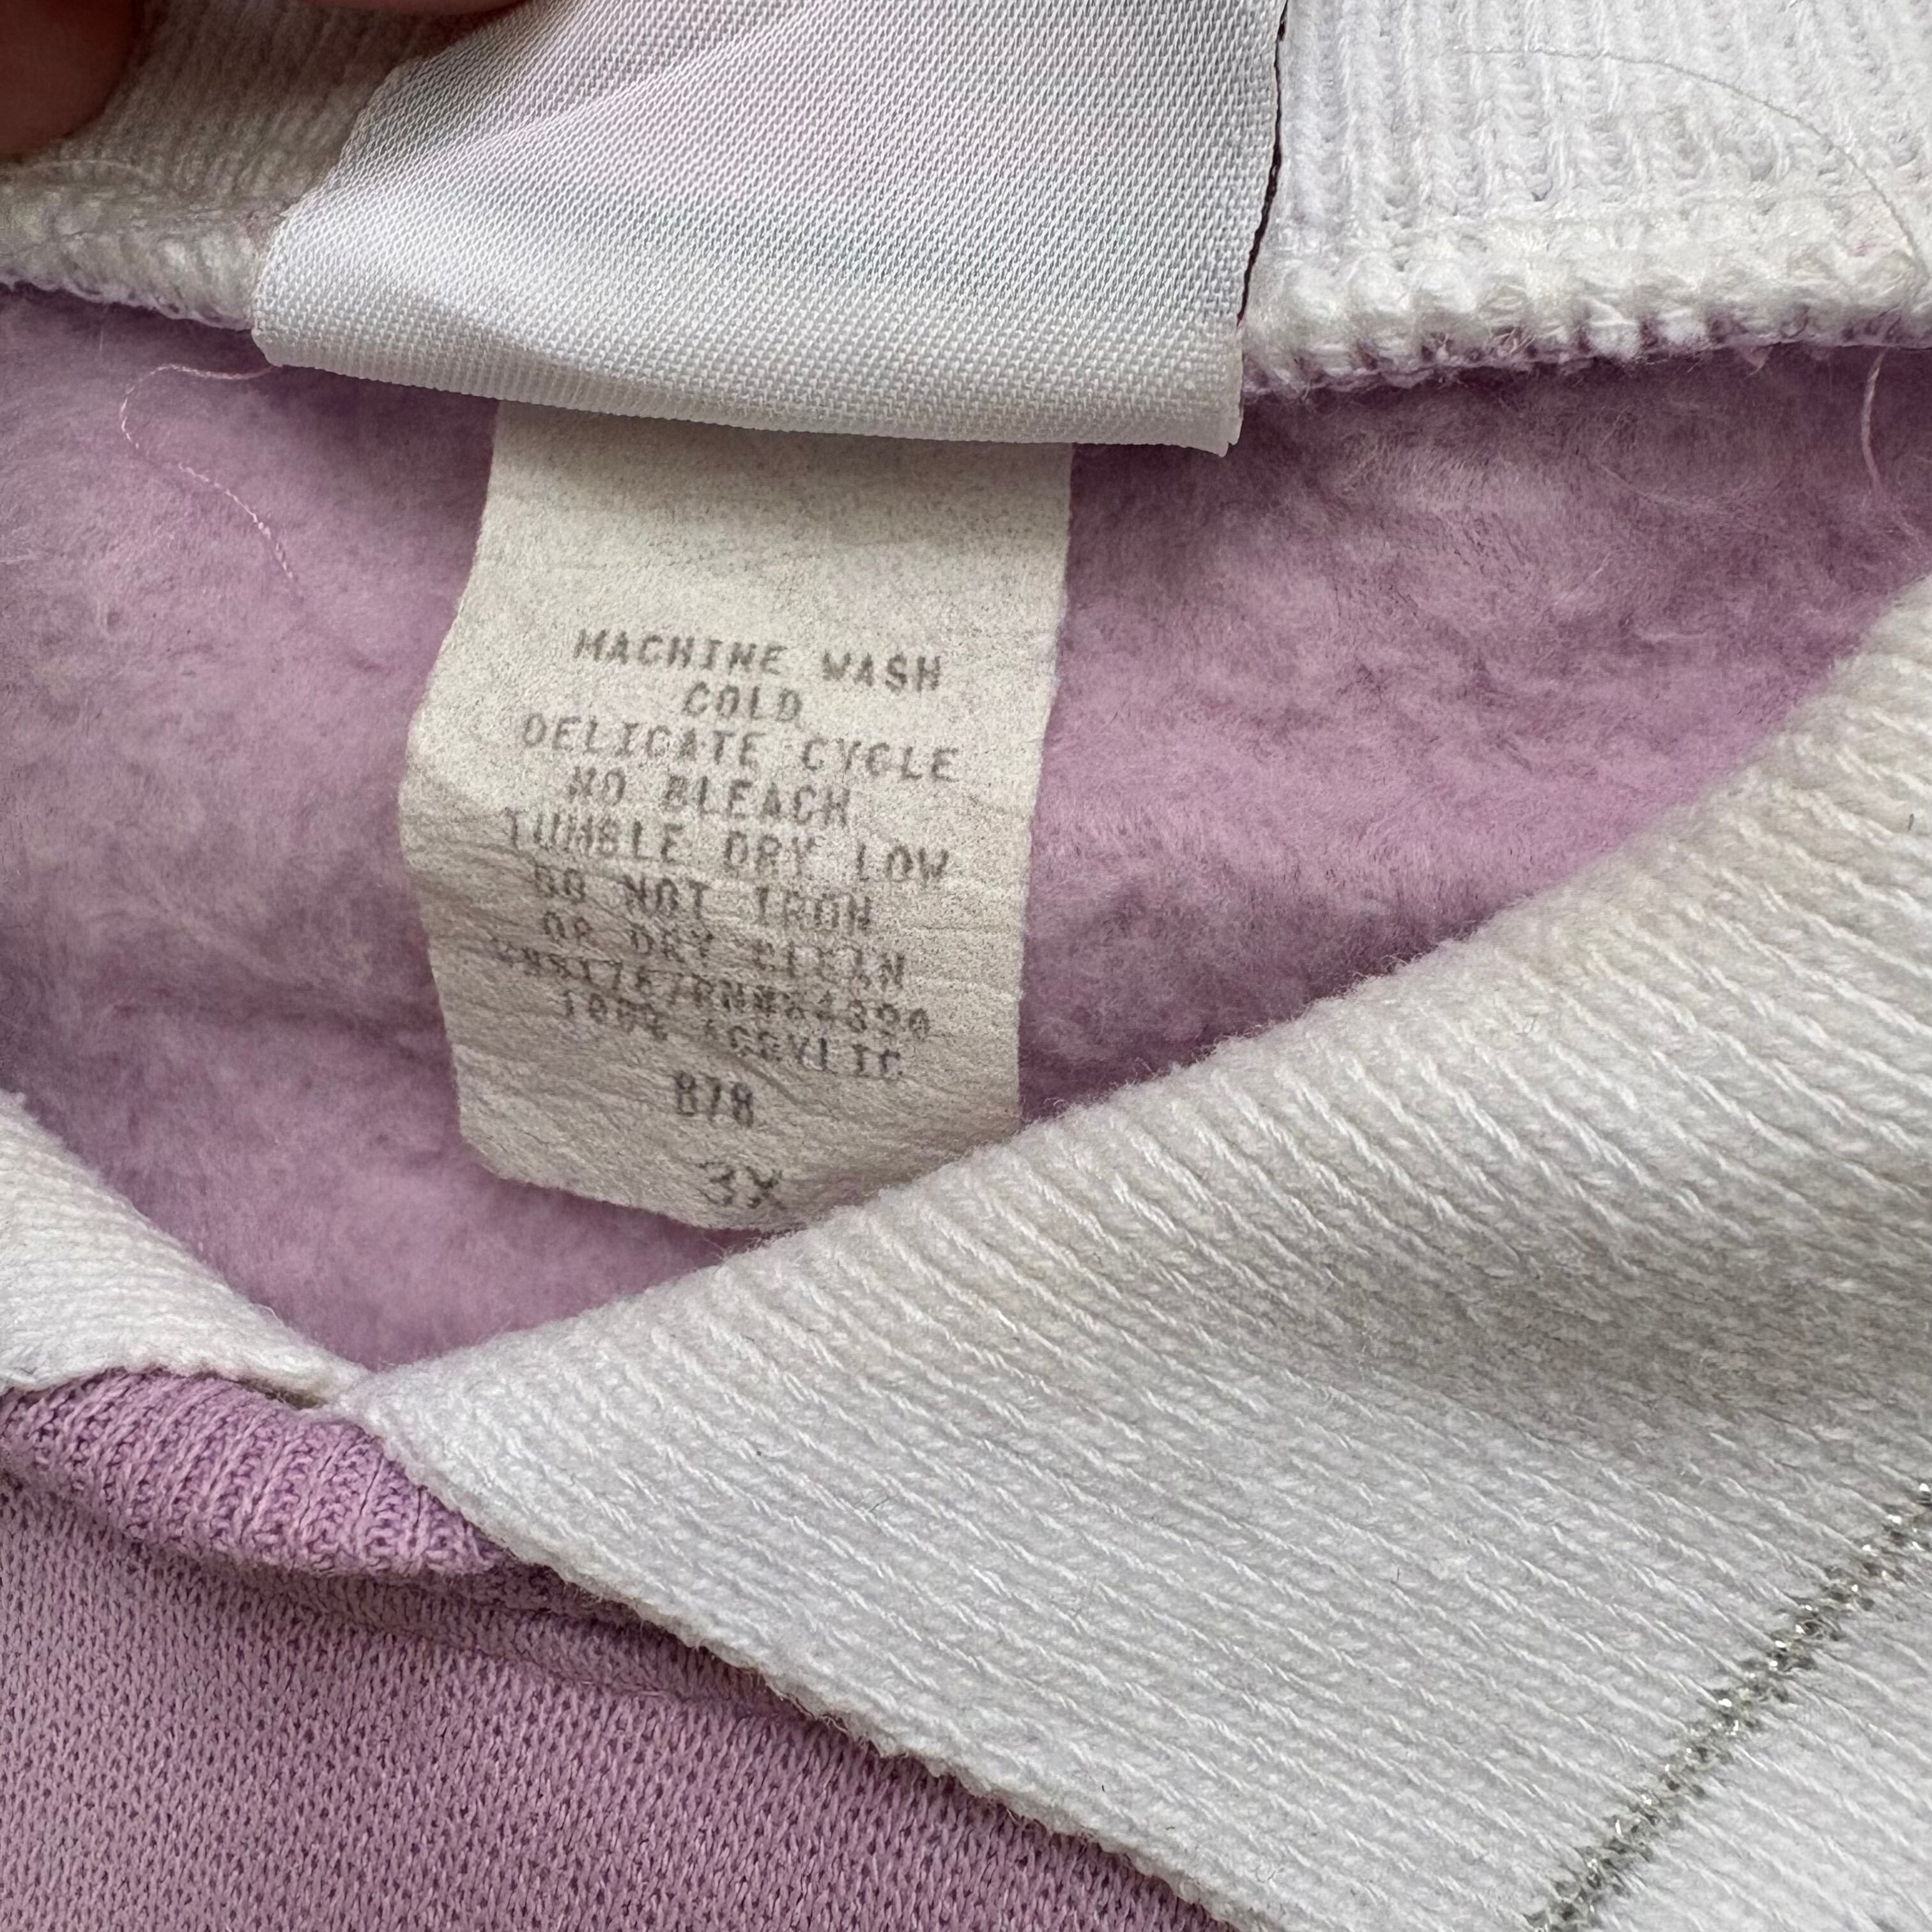 MACHINE WASH
COLD
DELICATE CYCLE
NO BLEACH
TUMBLE DRY LOW
DO NOT IRON
OR DRY CLEAN
100% ACRYLIC
878
3X